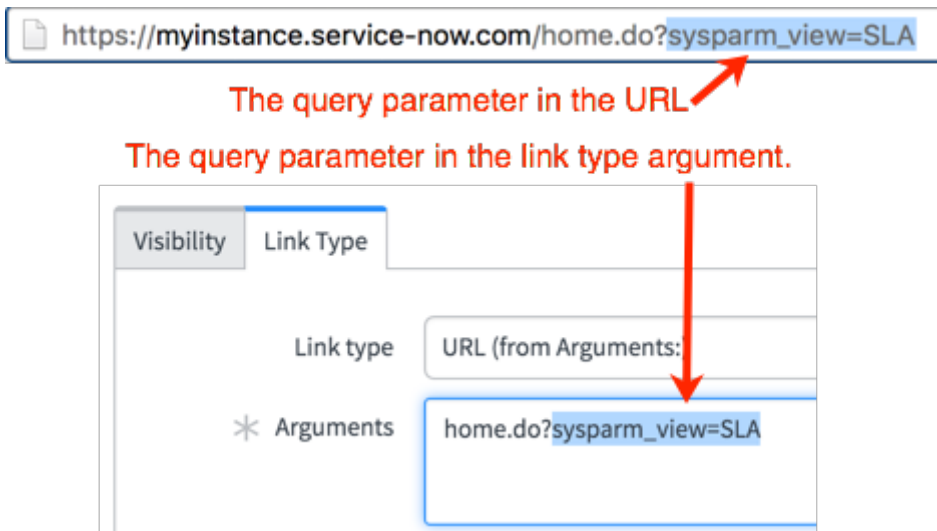 https://myinstance.service-now.com/home.do?sysparm_view=SLA
The query parameter in the URL
The query parameter in the link type argument.
Visibility
Link Type
Link type
URL (from Arguments:)
✳ Arguments
home.do?sysparm_view=SLA